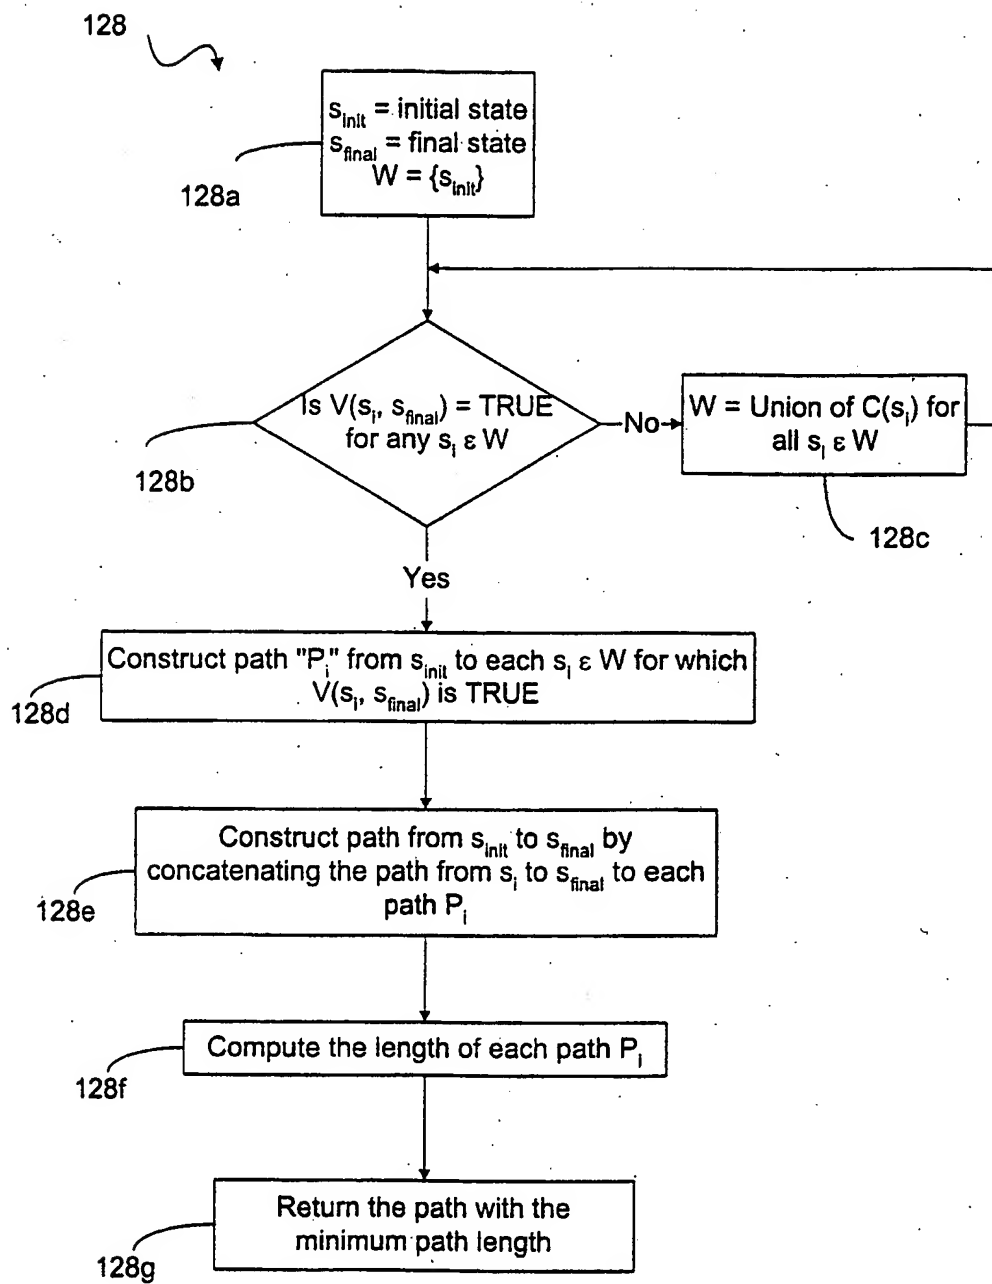 128
s_init = initial state
s_final = final state
W = {s_init}
128a
Is V(s_i, s_final) = TRUE
for any s_i ε W
128b
No
W = Union of C(s_i) for
all s_i ε W
128c
Yes
Construct path "P_i" from s_init to each s_i ε W for which
V(s_i, s_final) is TRUE
128d
Construct path from s_init to s_final by
concatenating the path from s_i to s_final to each
path P_i
128e
Compute the length of each path P_i
128f
Return the path with the
minimum path length
128g